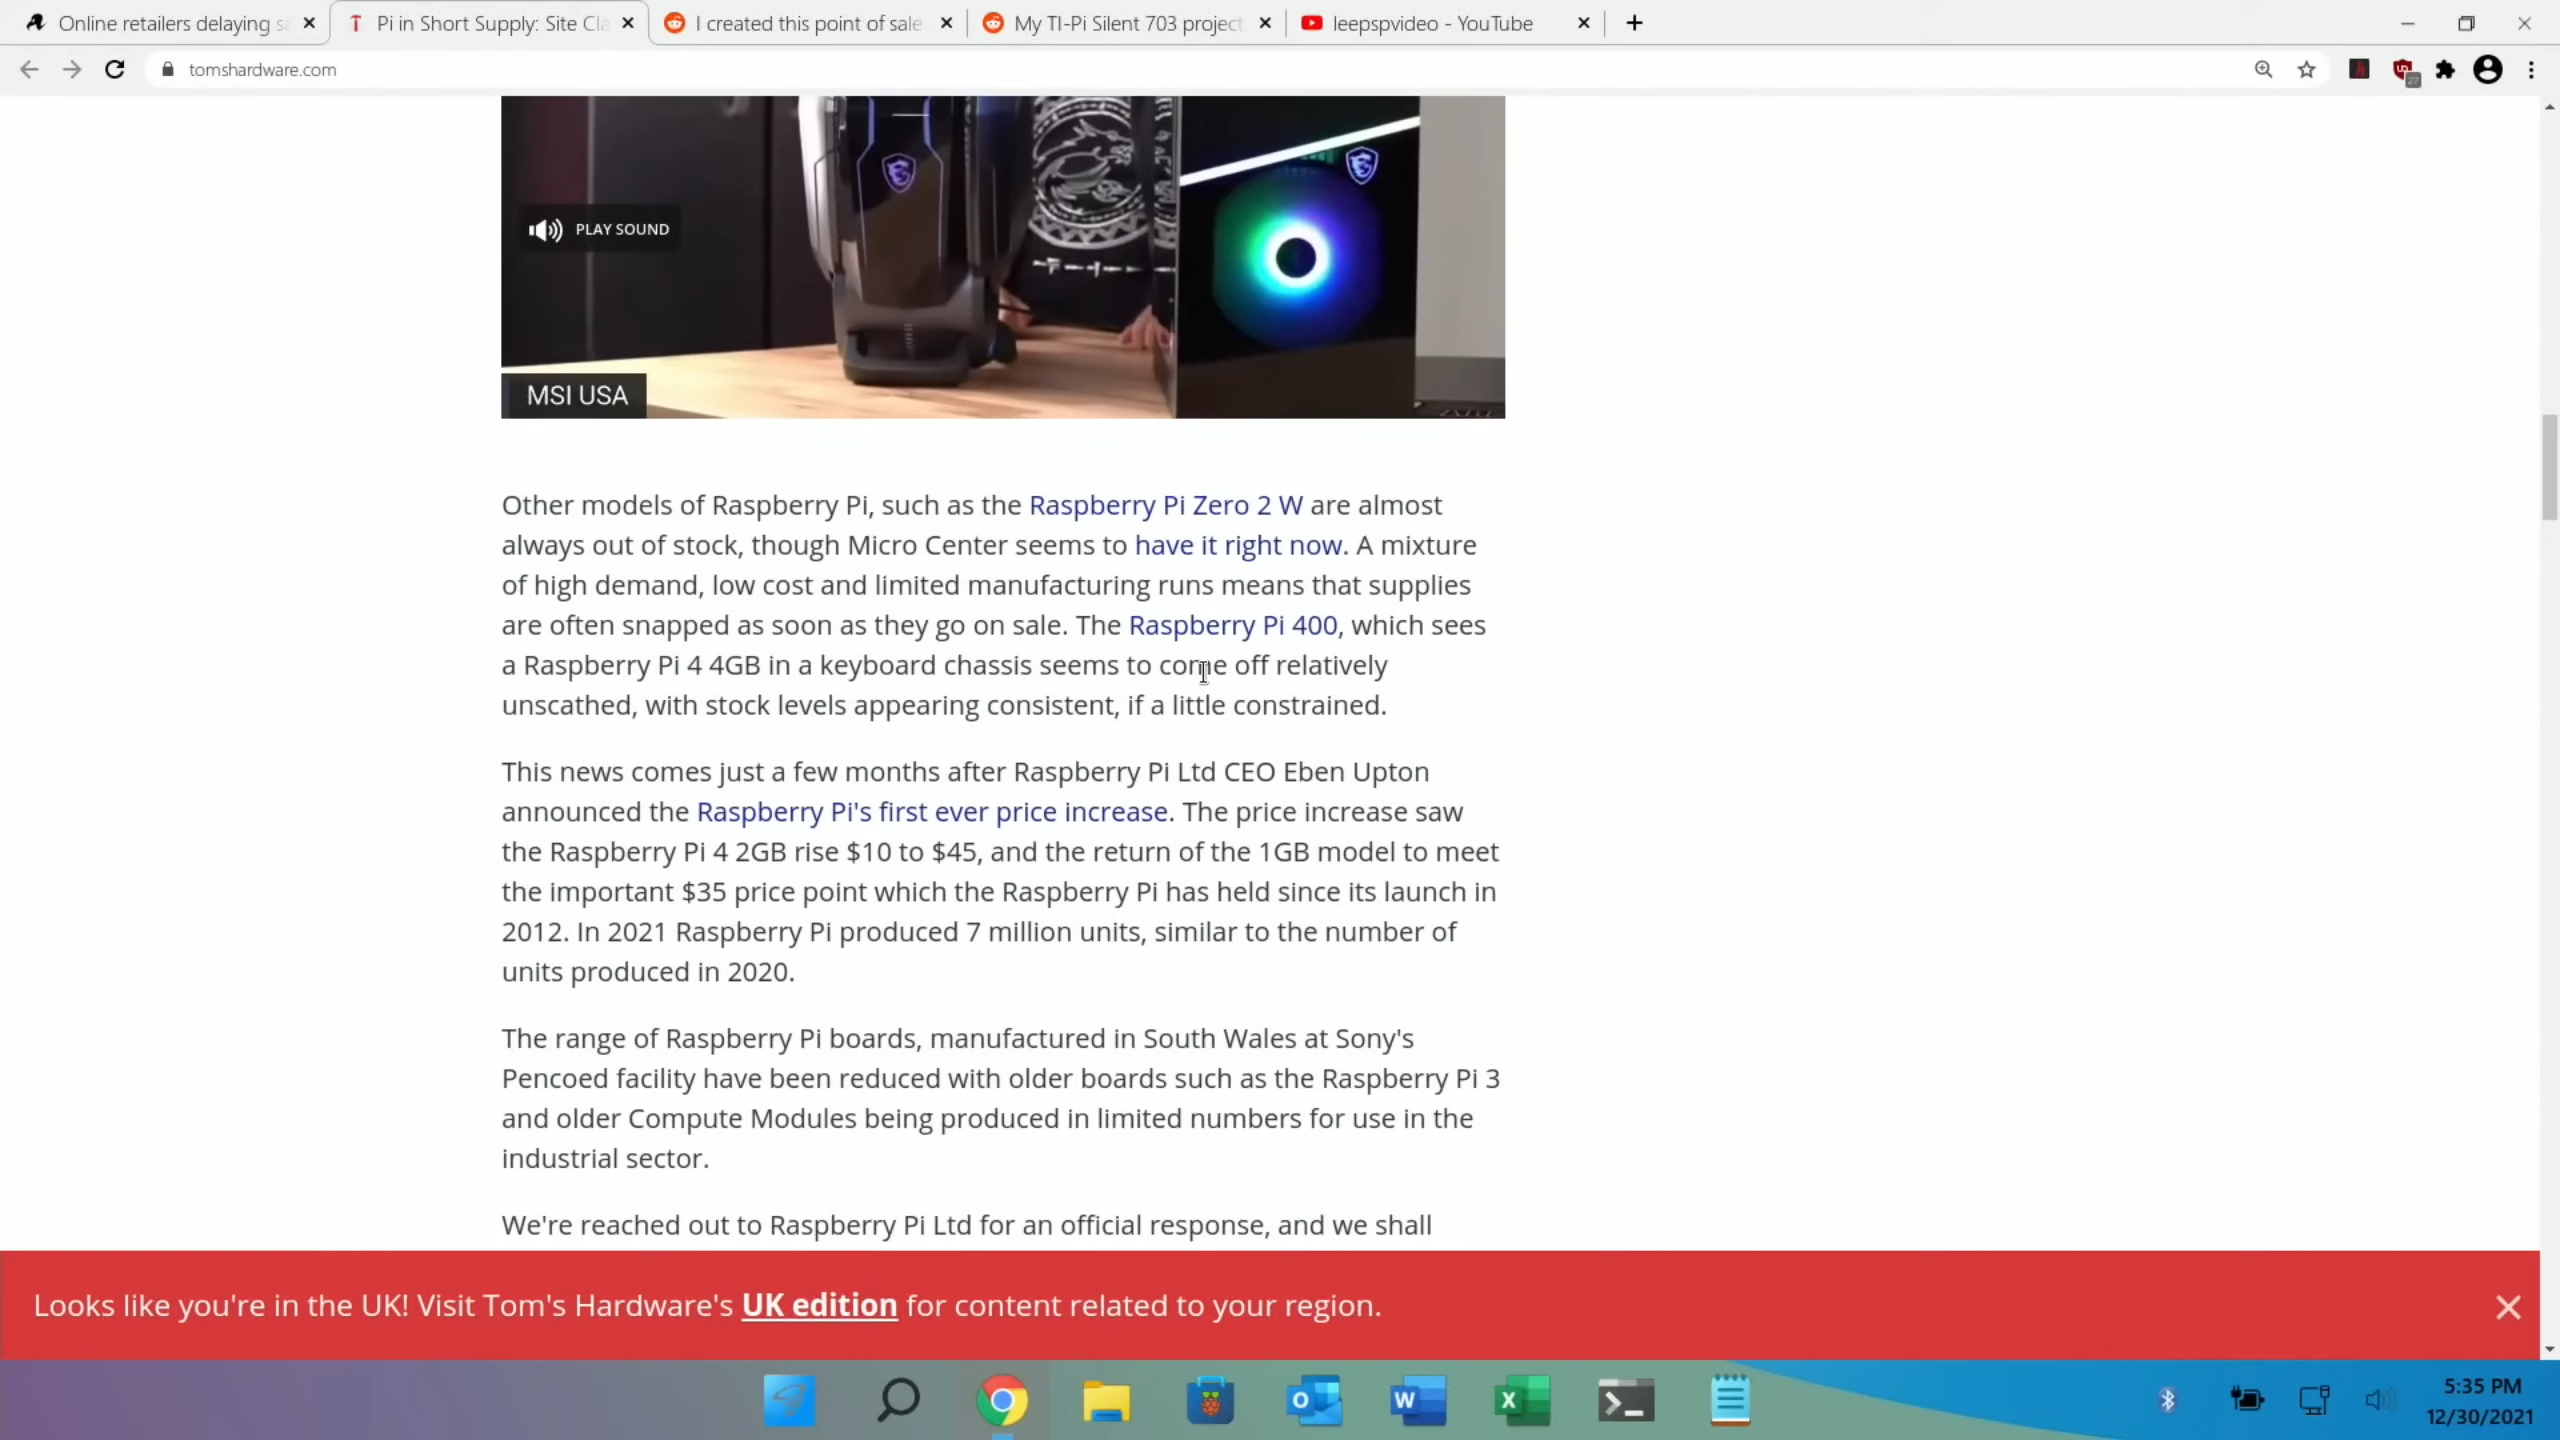 Online retailers delaying s
Pi in Short Supply: Site Cla
I created this point of sale
My TI-Pi Silent 703 project
leepspvideo - YouTube
tomshardware.com
27
PLAY SOUND
MSI USA
Other models of Raspberry Pi, such as the Raspberry Pi Zero 2 W are almost
always out of stock, though Micro Center seems to have it right now. A mixture
of high demand, low cost and limited manufacturing runs means that supplies
are often snapped as soon as they go on sale. The Raspberry Pi 400, which sees
a Raspberry Pi 4 4GB in a keyboard chassis seems to come off relatively
unscathed, with stock levels appearing consistent, if a little constrained.
This news comes just a few months after Raspberry Pi Ltd CEO Eben Upton
announced the Raspberry Pi's first ever price increase. The price increase saw
the Raspberry Pi 4 2GB rise $10 to $45, and the return of the 1GB model to meet
the important $35 price point which the Raspberry Pi has held since its launch in
2012. In 2021 Raspberry Pi produced 7 million units, similar to the number of
units produced in 2020.
The range of Raspberry Pi boards, manufactured in South Wales at Sony's
Pencoed facility have been reduced with older boards such as the Raspberry Pi 3
and older Compute Modules being produced in limited numbers for use in the
industrial sector.
We're reached out to Raspberry Pi Ltd for an official response, and we shall
Looks like you're in the UK! Visit Tom's Hardware's UK edition for content related to your region.
5:35 PM
12/30/2021